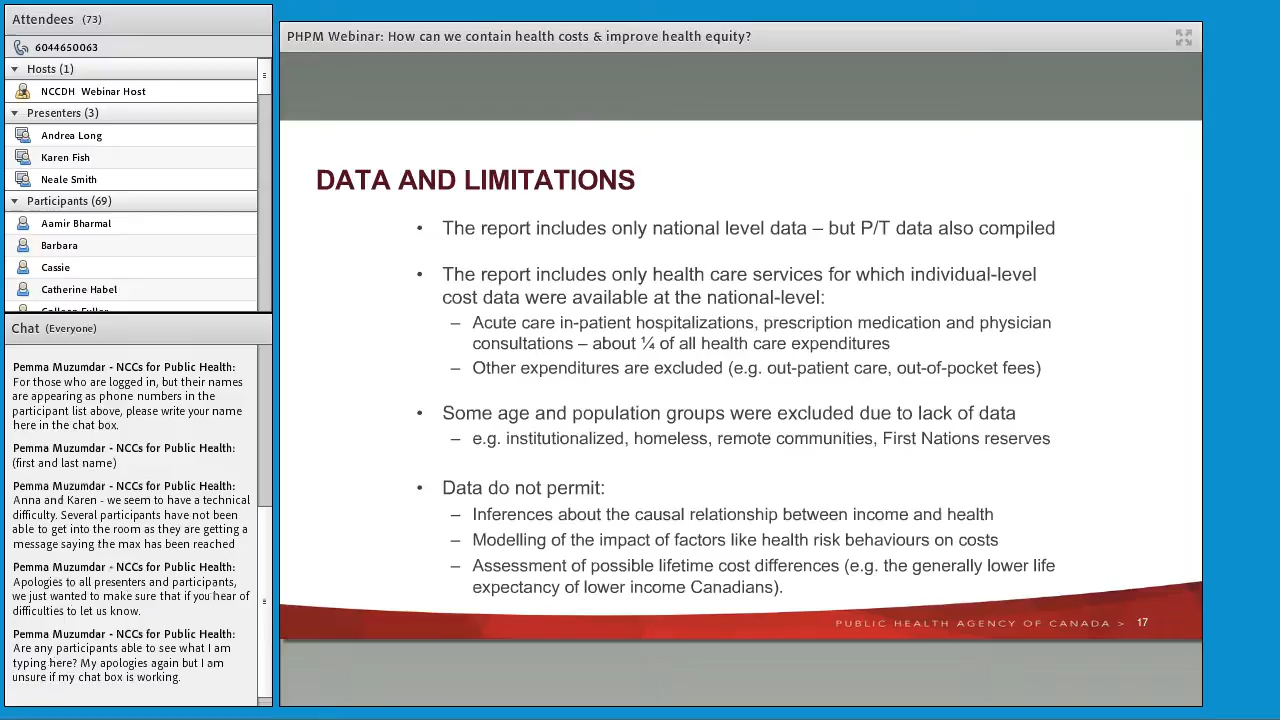 Attendees (73)
6044650063
Hosts (1)
NCCDH Webinar Host
Presenters (3)
Andrea Long
Karen Fish
Neale Smith
Participants (69)
Aamir Bharmal
Barbara
Cassie
Catherine Habel
Chat (Everyone)
Pemma Muzumdar - NCCs for Public Health:
For those who are logged in, but their names
are appearing as phone numbers in the
participant list above, please write your name
here in the chat box.
Pemma Muzumdar - NCCs for Public Health:
(first and last name)
Pemma Muzumdar - NCCs for Public Health:
Anna and Karen - we seem to have a technical
difficulty. Several participants have not been
able to get into the room as they are getting a
message saying the max has been reached
Pemma Muzumdar - NCCs for Public Health:
Apologies to all presenters and participants,
we just wanted to make sure that if you hear of
difficulties to let us know.
Pemma Muzumdar - NCCs for Public Health:
Are any participants able to see what I am
typing here? My apologies again but I am
unsure if my chat box is working.
PHPM Webinar: How can we contain health costs & improve health equity?
DATA AND LIMITATIONS
• The report includes only national level data – but P/T data also compiled
• The report includes only health care services for which individual-level
cost data were available at the national-level:
– Acute care in-patient hospitalizations, prescription medication and physician
consultations – about ¼ of all health care expenditures
– Other expenditures are excluded (e.g. out-patient care, out-of-pocket fees)
• Some age and population groups were excluded due to lack of data
– e.g. institutionalized, homeless, remote communities, First Nations reserves
• Data do not permit:
– Inferences about the causal relationship between income and health
– Modelling of the impact of factors like health risk behaviours on costs
– Assessment of possible lifetime cost differences (e.g. the generally lower life
expectancy of lower income Canadians).
PUBLIC HEALTH AGENCY OF CANADA > 17